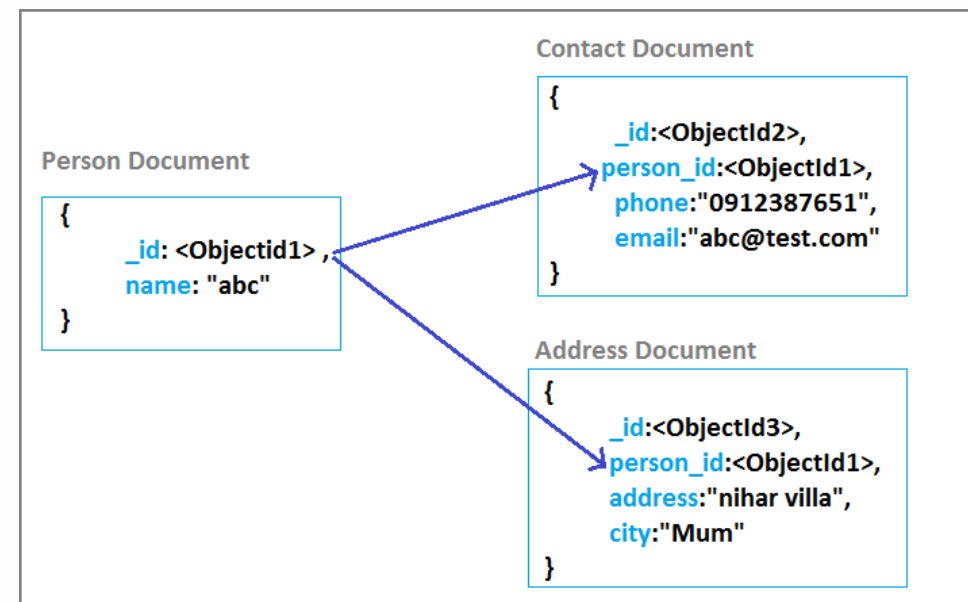 Person Document
{
_id: <Objectid1> ,
name: "abc"
}
Contact Document
{
_id:<ObjectId2>,
person_id:<ObjectId1>,
phone:"0912387651",
email:"abc@test.com"
}
Address Document
{
_id:<ObjectId3>,
person_id:<ObjectId1>,
address:"nihar villa",
city:"Mum"
}